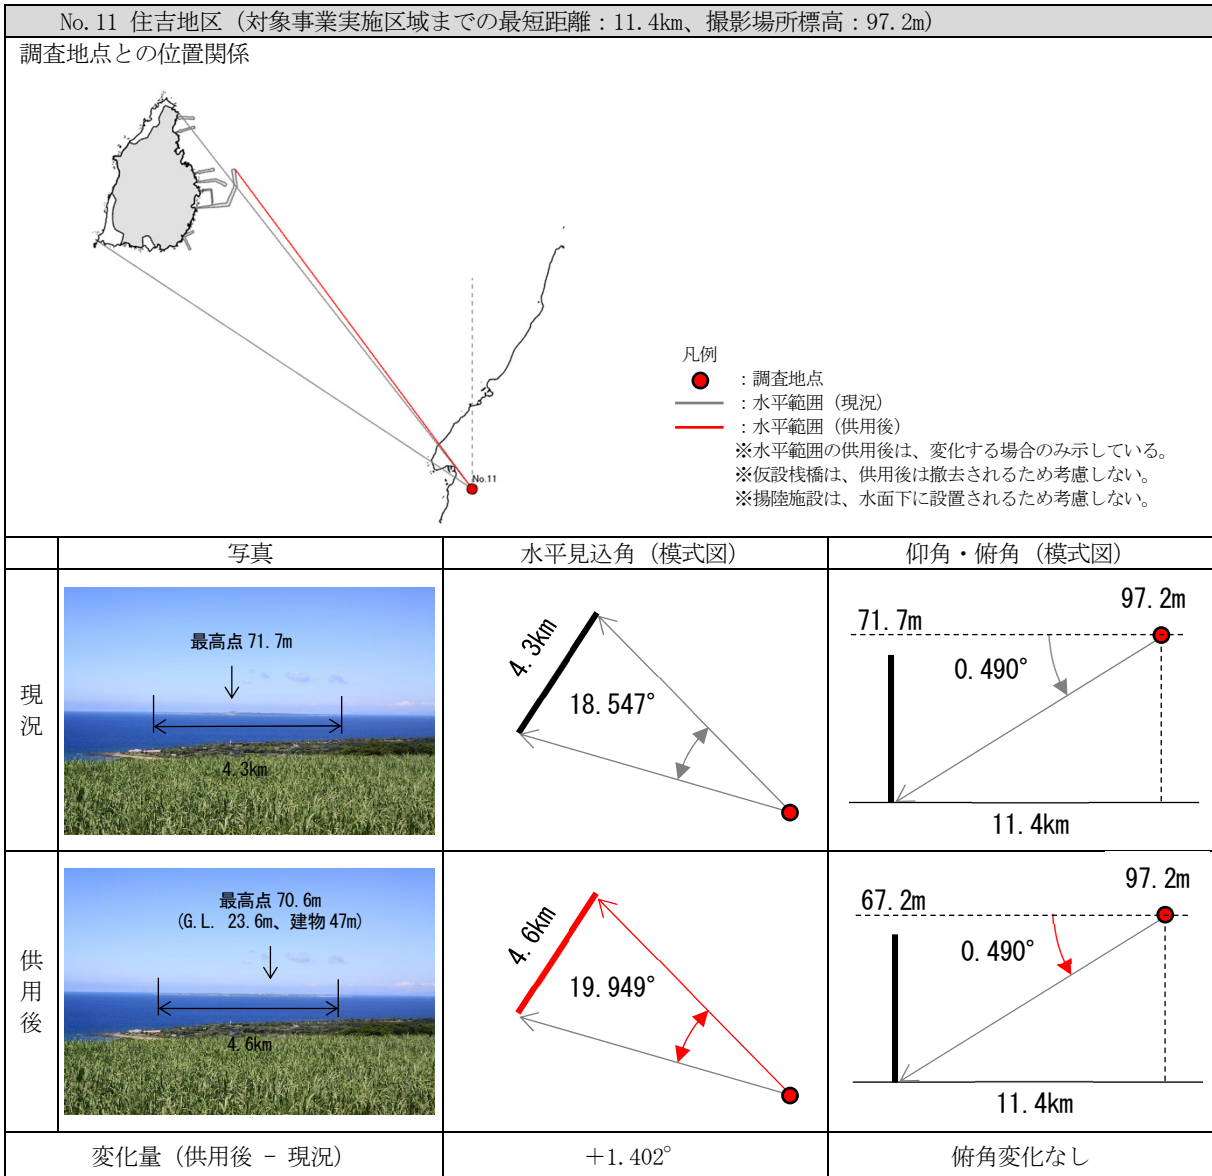 No.11 住吉地区（対象事業実施区域までの最短距離：11.4km、撮影場所標高：97.2m）
調査地点との位置関係
No.11
凡例
：調査地点
：水平範囲（現況）
：水平範囲（供用後）
※水平範囲の供用後は、変化する場合のみ示している。
※仮設桟橋は、供用後は撤去されるため考慮しない。
※揚陸施設は、水面下に設置されるため考慮しない。
写真
水平見込角（模式図）
仰角・俯角（模式図）
現況
最高点 71.7m
4.3km
4.3km
18.547°
71.7m
97.2m
0.490°
11.4km
供用後
最高点 70.6m
(G.L. 23.6m、建物 47m)
4.6km
4.6km
19.949°
67.2m
97.2m
0.490°
11.4km
変化量（供用後 － 現況）
＋1.402°
俯角変化なし